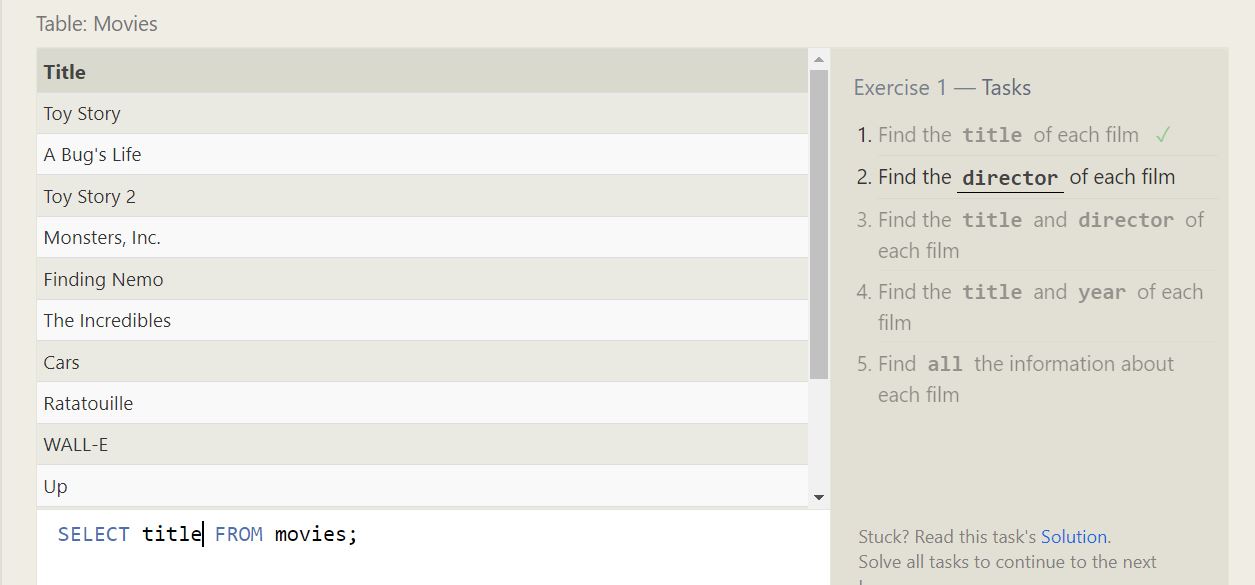 Table: Movies
Title
Toy Story
A Bug's Life
Toy Story 2
Monsters, Inc.
Finding Nemo
The Incredibles
Cars
Ratatouille
WALL-E
Up
SELECT title FROM movies;
Exercise 1 — Tasks
1. Find the title of each film ✓
2. Find the director of each film
3. Find the title and director of
each film
4. Find the title and year of each
film
5. Find all the information about
each film
Stuck? Read this task's Solution.
Solve all tasks to continue to the next